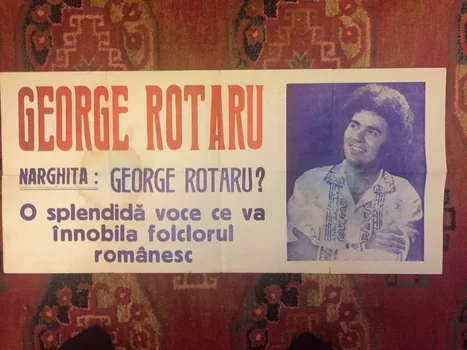 GEORGE ROTARU
NARGHITA: GEORGE ROTARU?
O splendidă voce ce va
înnobila folclorul
românesc